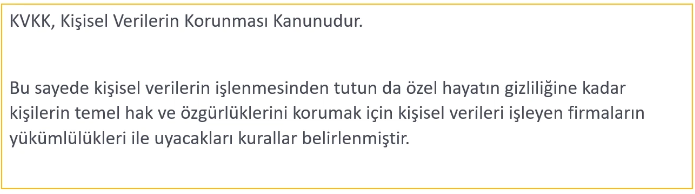 KVKK, Kişisel Verilerin Korunması Kanunudur.
Bu sayede kişisel verilerin işlenmesinden tutun da özel hayatın gizliliğine kadar
kişilerin temel hak ve özgürlüklerini korumak için kişisel verileri işleyen firmaların
yükümlülükleri ile uyacakları kurallar belirlenmiştir.